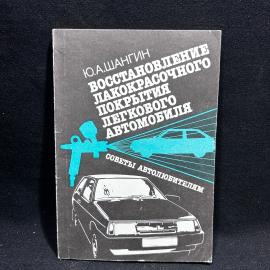 Ю.А.ШАНГИН
ВОССТАНОВЛЕНИЕ
ЛАКОКРАСОЧНОГО
ПОКРЫТИЯ
ЛЕГКОВОГО
АВТОМОБИЛЯ
СОВЕТЫ АВТОЛЮБИТЕЛЯМ